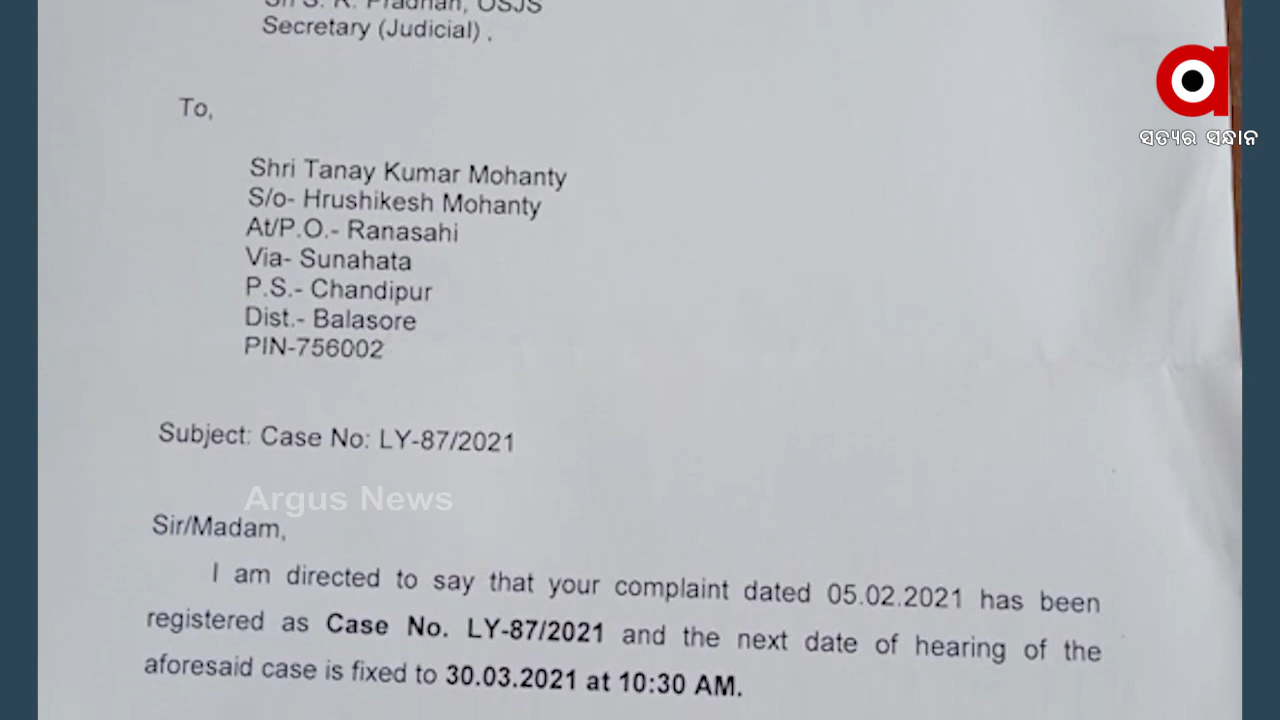 Sri S. K. Pradhan, OSJS
Secretary (Judicial) .
ସତ୍ୟର ସନ୍ଧାନ
To,
Shri Tanay Kumar Mohanty
S/o- Hrushikesh Mohanty
At/P.O.- Ranasahi
Via- Sunahata
P.S.- Chandipur
Dist.- Balasore
PIN-756002
Subject: Case No: LY-87/2021
Argus News
Sir/Madam,
I am directed to say that your complaint dated 05.02.2021 has been
registered as Case No. LY-87/2021 and the next date of hearing of the
aforesaid case is fixed to 30.03.2021 at 10:30 AM.